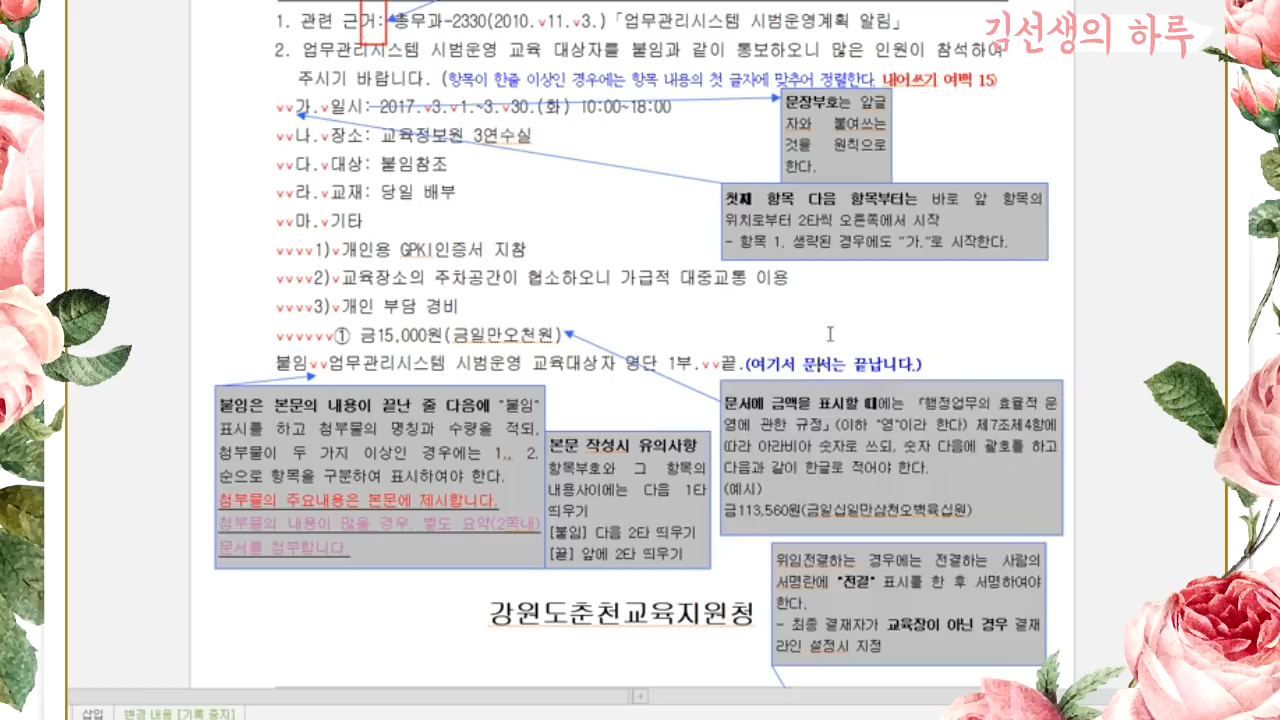 김선생의 하루
1. 관련 근거: 총무과-2330(2010.v11.v3.)「업무관리시스템 시범운영계획 알림」
2. 업무관리시스템 시범운영 교육 대상자를 붙임과 같이 통보하오니 많은 인원이 참석하여
주시기 바랍니다. (항목이 한줄 이상인 경우에는 항목 내용의 첫 글자에 맞추어 정렬한다. 내어쓰기 여백 15)
vv가.v일시: 2017.v3.v1.~3.v30.(화) 10:00~18:00
vv나.v장소: 교육정보원 3연수실
vv다.v대상: 붙임참조
vv라.v교재: 당일 배부
vv마.v기타
vvvv1)v개인용 GPKI인증서 지참
vvvv2)v교육장소의 주차공간이 협소하오니 가급적 대중교통 이용
vvvv3)v개인 부담 경비
vvvvvv① 금15,000원(금일만오천원)
붙임vv업무관리시스템 시범운영 교육대상자 명단 1부.vv끝.(여기서 문서는 끝납니다.)
문장부호는 앞글
자와 붙여쓰는
것을 원칙으로
한다.
첫째 항목 다음 항목부터는 바로 앞 항목의
위치로부터 2타씩 오른쪽에서 시작
- 항목 1. 생략된 경우에도 "가."로 시작한다.
붙임은 본문의 내용이 끝난 줄 다음에 "붙임"
표시를 하고 첨부물의 명칭과 수량을 적되,
첨부물이 두 가지 이상인 경우에는 1., 2.
순으로 항목을 구분하여 표시하여야 한다.
첨부물의 주요내용은 본문에 제시합니다.
첨부물의 내용이 많을 경우, 별도 요약(2쪽내)
문서를 첨부합니다.
본문 작성시 유의사항
항목부호와 그 항목의
내용사이에는 다음 1타
띄우기
[붙임] 다음 2타 띄우기
[끝] 앞에 2타 띄우기
문서에 금액을 표시할 때에는 「행정업무의 효율적 운
영에 관한 규정」(이하 "영"이라 한다) 제7조제4항에
따라 아라비아 숫자로 쓰되, 숫자 다음에 괄호를 하고
다음과 같이 한글로 적어야 한다.
(예시)
금113,560원(금일십일만삼천오백육십원)
위임전결하는 경우에는 전결하는 사람의
서명란에 "전결" 표시를 한 후 서명하여야
한다.
- 최종 결재자가 교육장이 아닌 경우 결재
라인 설정시 지정
강원도춘천교육지원청
삽입 변경 내용 [기록 중지]